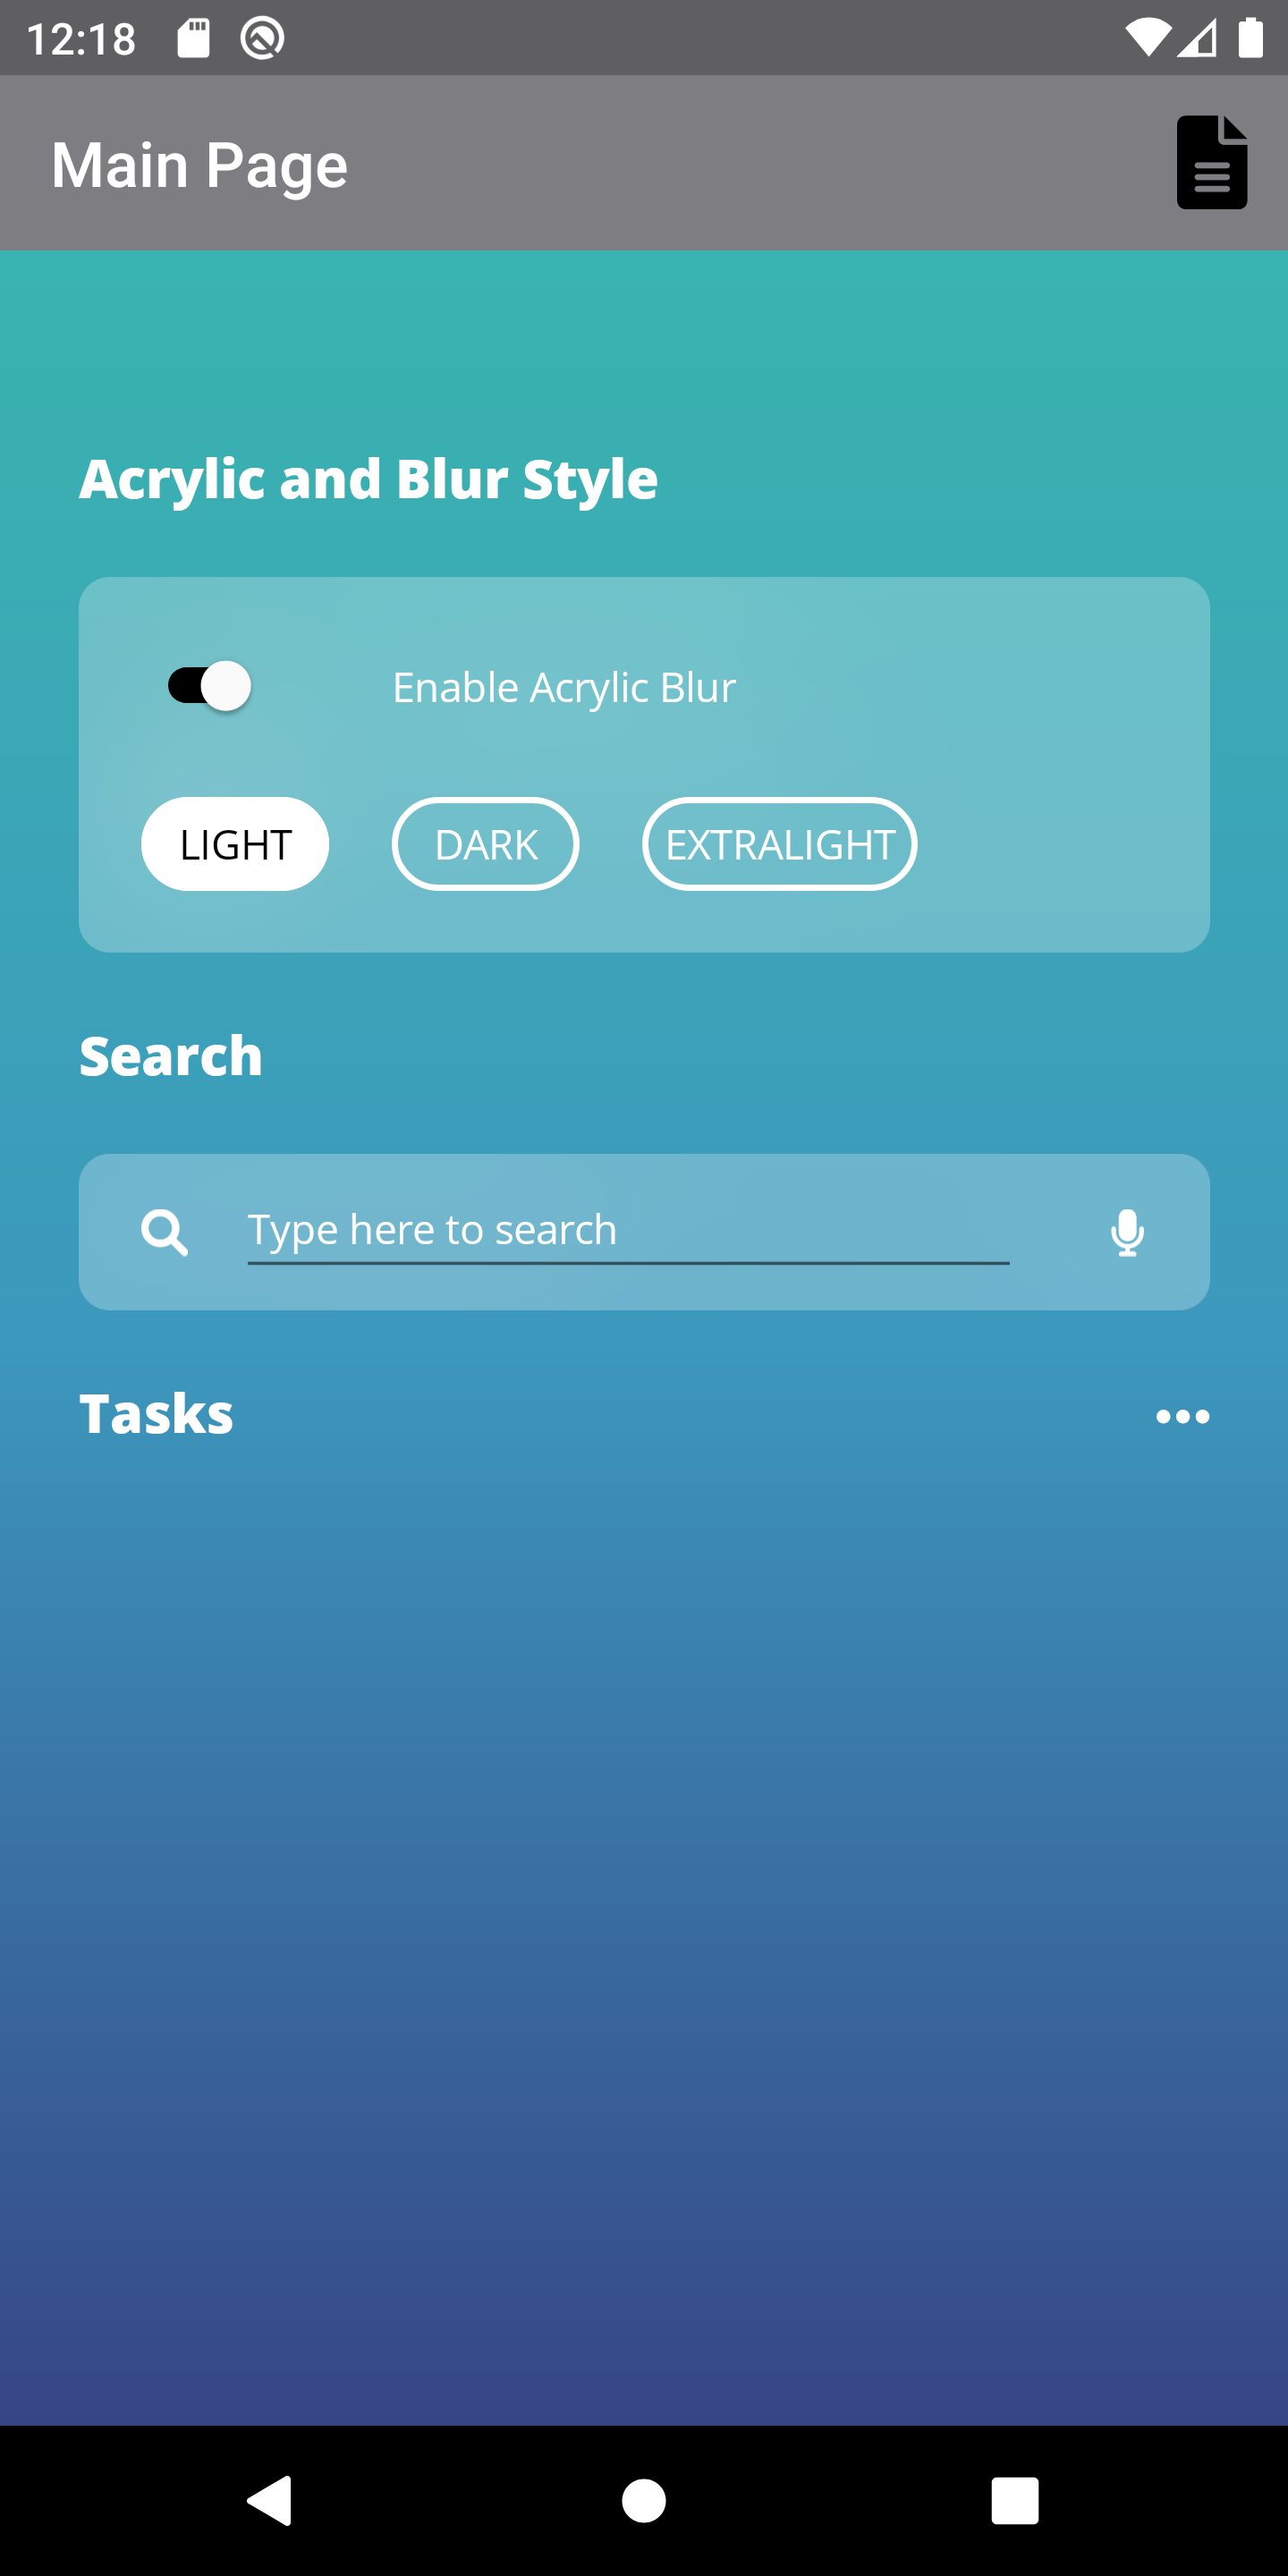 12:18
Main Page
Acrylic and Blur Style
Enable Acrylic Blur
LIGHT DARK EXTRALIGHT
Search
Type here to search
Tasks